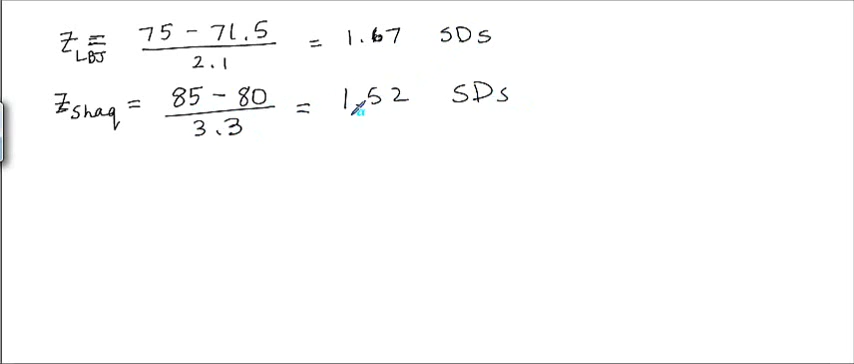 Z_LBJ = (75 - 71.5) / 2.1 = 1.67 SDs
Z_Shaq = (85 - 80) / 3.3 = 1.52 SDs